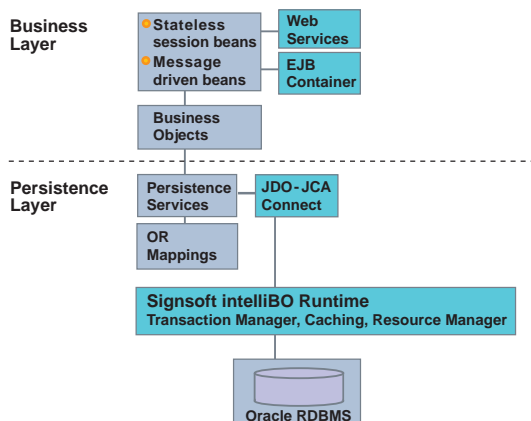 Business
Layer
Stateless
session beans
Message
driven beans
Web
Services
EJB
Container
Business
Objects
Persistence
Layer
Persistence
Services
JDO-JCA
Connect
OR
Mappings
Signsoft intelliBO Runtime
Transaction Manager, Caching, Resource Manager
Oracle RDBMS